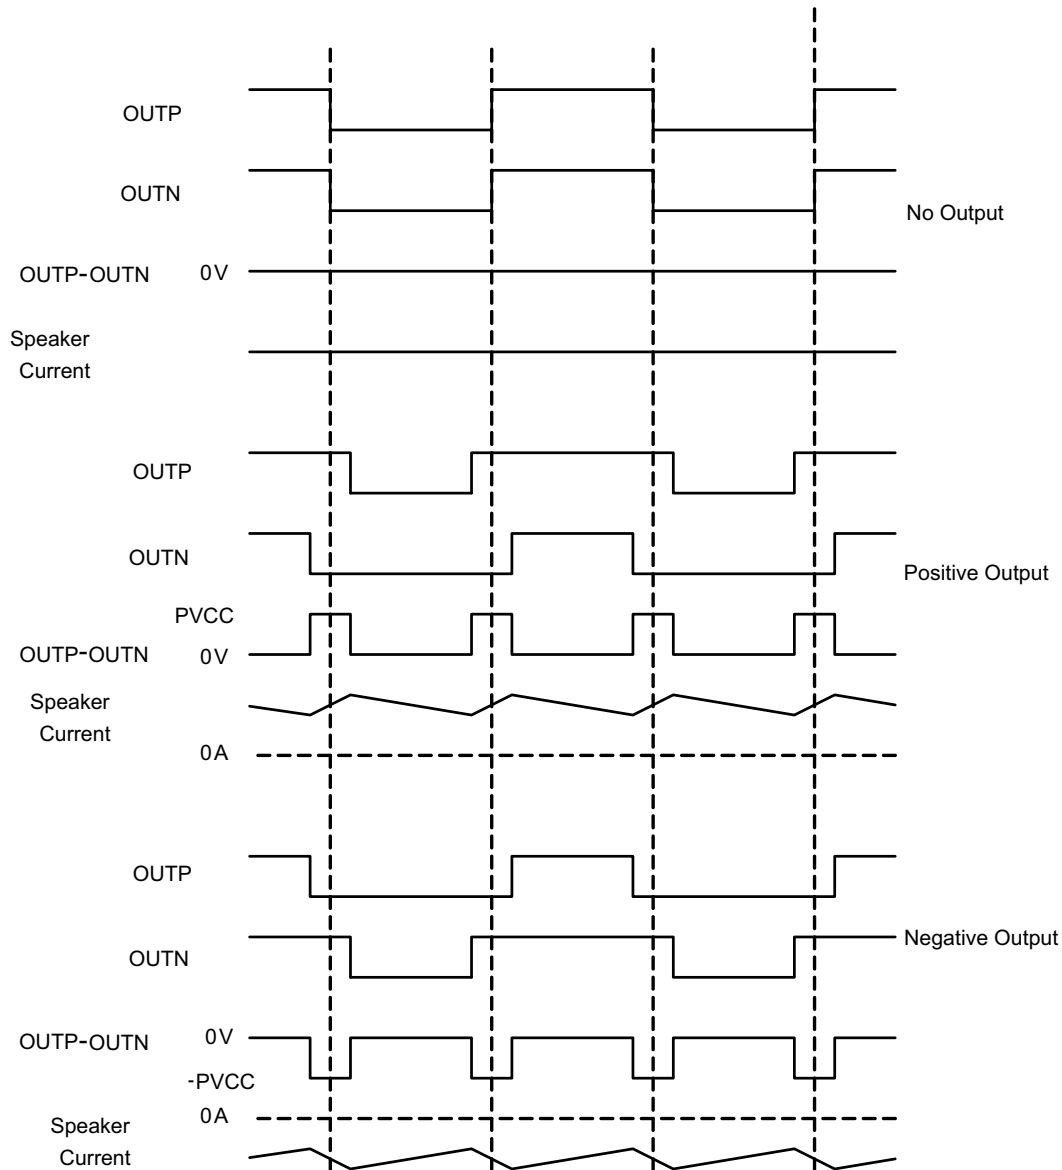 OUTP
OUTN
No Output
OUTP-OUTN 0V
Speaker
Current
OUTP
OUTN
Positive Output
PVCC
OUTP-OUTN 0V
Speaker
Current
0A
OUTP
OUTN
Negative Output
OUTP-OUTN 0V
-PVCC
0A
Speaker
Current